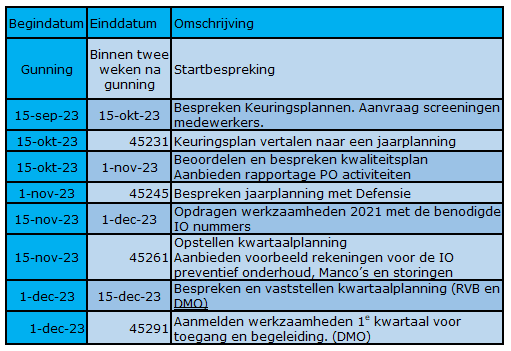 Begindatum Einddatum Omschrijving
Gunning Binnen twee weken na gunning Startbespreking
15-sep-23 15-okt-23 Bespreken Keuringsplannen. Aanvraag screeningen
medewerkers.
15-okt-23 45231 Keuringsplan vertalen naar een jaarplanning
15-okt-23 1-nov-23 Beoordelen en bespreken kwaliteitsplan
Aanbieden rapportage PO activiteiten
1-nov-23 45245 Bespreken jaarplanning met Defensie
15-nov-23 1-dec-23 Opdragen werkzaamheden 2021 met de benodigde
IO nummers
15-nov-23 45261 Opstellen kwartaalplanning
Aanbieden voorbeeld rekeningen voor de IO
preventief onderhoud, Manco’s en storingen
1-dec-23 15-dec-23 Bespreken en vaststellen kwartaalplanning (RVB en
DMO)
1-dec-23 45291 Aanmelden werkzaamheden 1e kwartaal voor
toegang en begeleiding. (DMO)